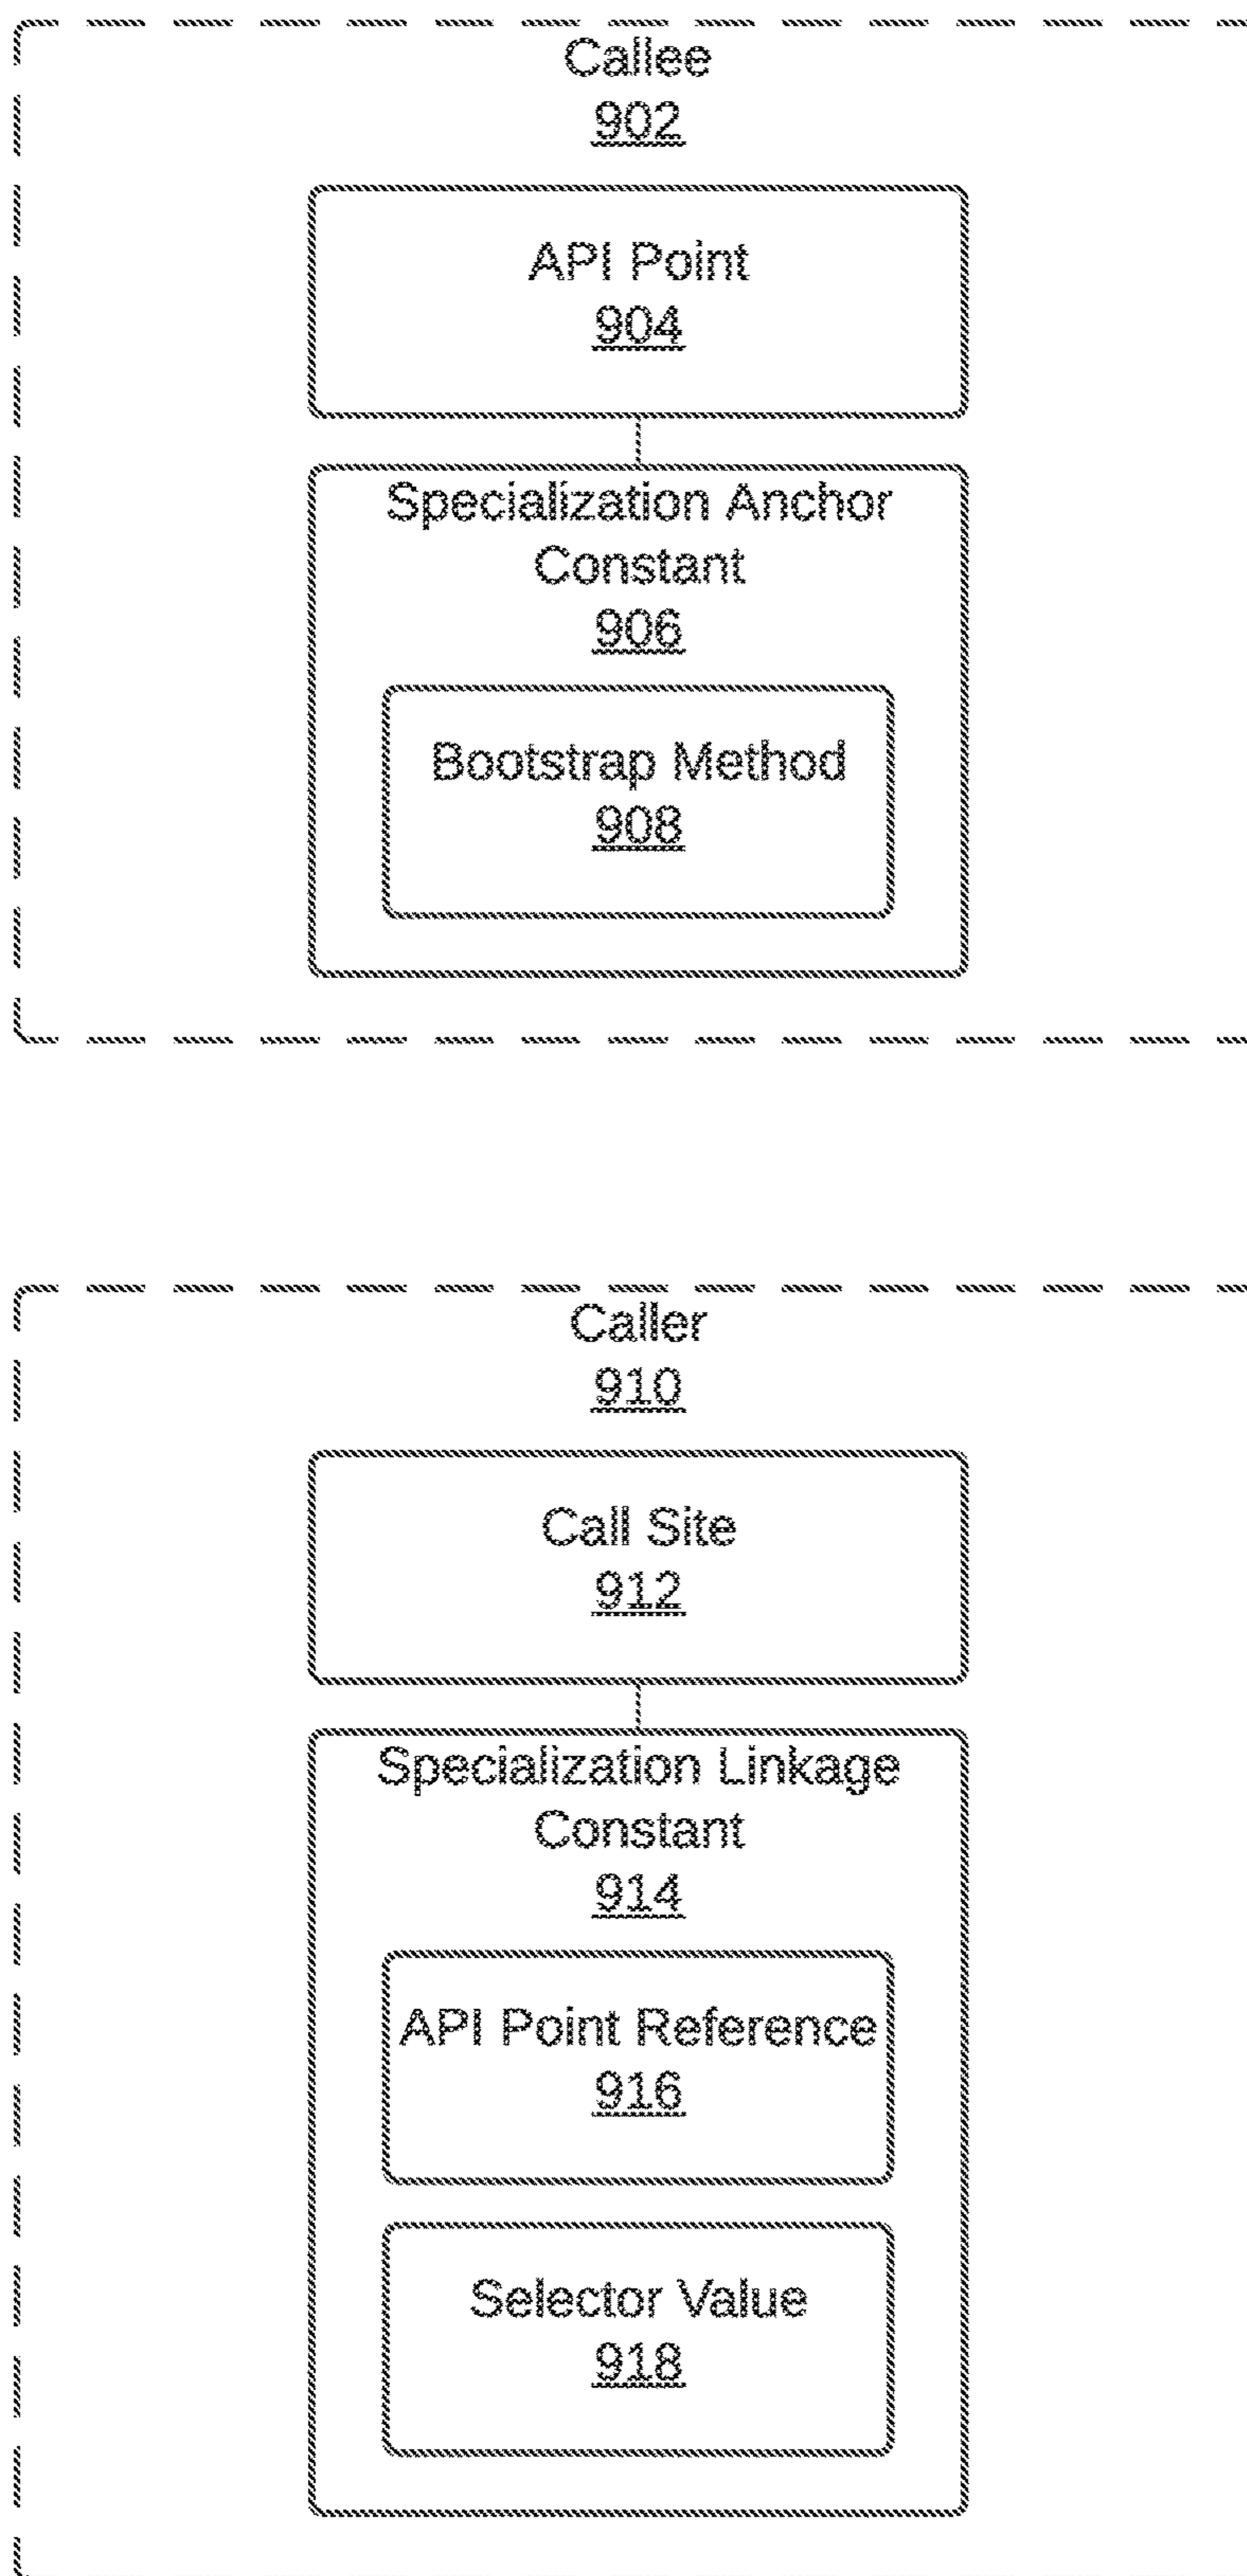 Callee
902
API Point
904
Specialization Anchor
Constant
906
Bootstrap Method
908
Caller
910
Call Site
912
Specialization Linkage
Constant
914
API Point Reference
916
Selector Value
918